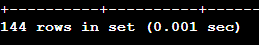 +----------+---------+-------
144 rows in set (0.001 sec)